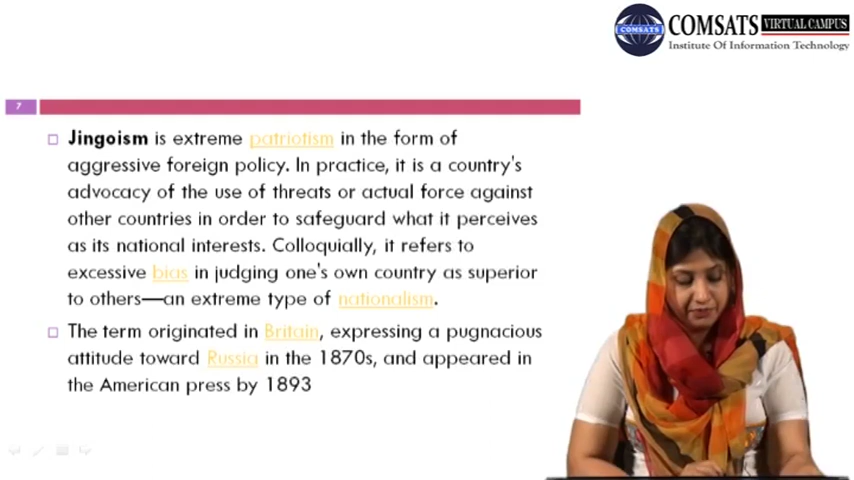 COMSATS
COMSATS VIRTUAL CAMPUS
Institute Of Information Technology
7
Jingoism is extreme patriotism in the form of
aggressive foreign policy. In practice, it is a country's
advocacy of the use of threats or actual force against
other countries in order to safeguard what it perceives
as its national interests. Colloquially, it refers to
excessive bias in judging one's own country as superior
to others—an extreme type of nationalism.
The term originated in Britain, expressing a pugnacious
attitude toward Russia in the 1870s, and appeared in
the American press by 1893